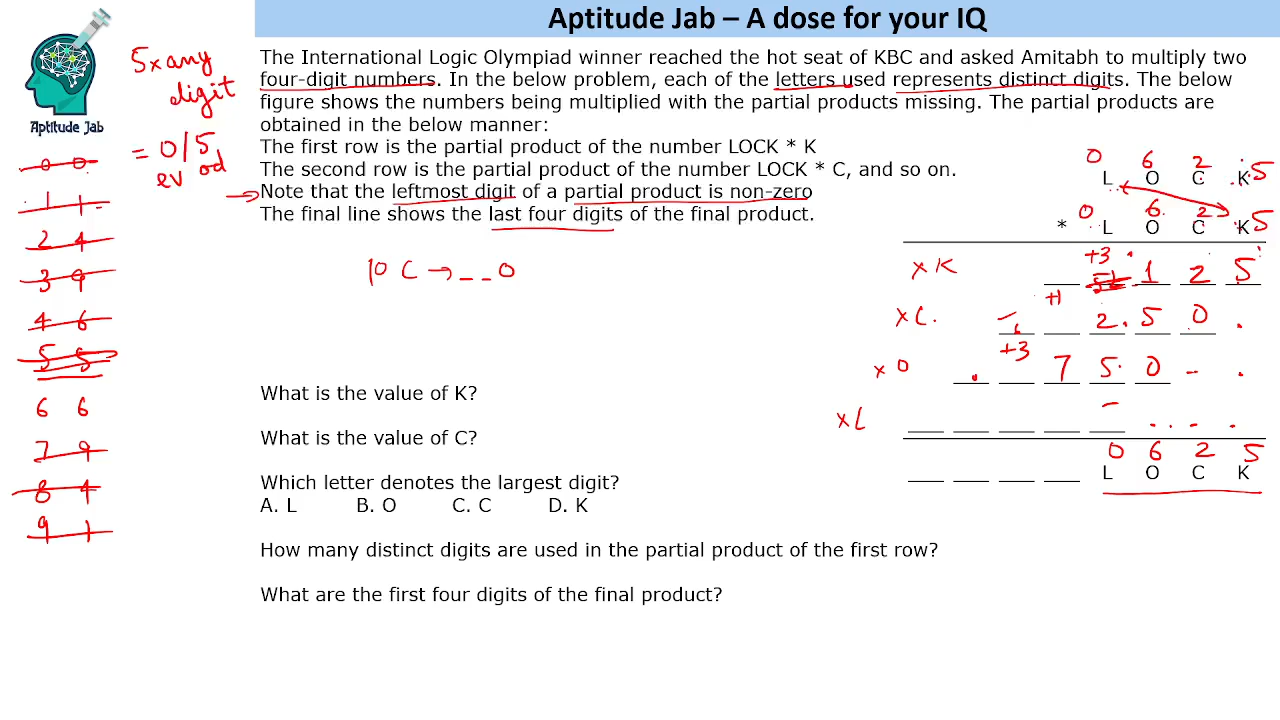 Aptitude Jab – A dose for your IQ
Aptitude Jab
The International Logic Olympiad winner reached the hot seat of KBC and asked Amitabh to multiply two
four-digit numbers. In the below problem, each of the letters used represents distinct digits. The below
figure shows the numbers being multiplied with the partial products missing. The partial products are
obtained in the below manner:
The first row is the partial product of the number LOCK * K
The second row is the partial product of the number LOCK * C, and so on.
Note that the leftmost digit of a partial product is non-zero
The final line shows the last four digits of the final product.
5 x any
digit
= 0/5
ev od
0 0
1 1
2 4
3 9
4 6
5 5
6 6
7 9
8 4
9 1
10 C → _ _ 0
0 6 2 5
L O C K
0 6 2 5
* L O C K
x K +3 1 2 5
x C +1 2 5 0
x O +3 7 5 0
x L
0 6 2 5
L O C K
What is the value of K?
What is the value of C?
Which letter denotes the largest digit?
A. L B. O C. C D. K
How many distinct digits are used in the partial product of the first row?
What are the first four digits of the final product?